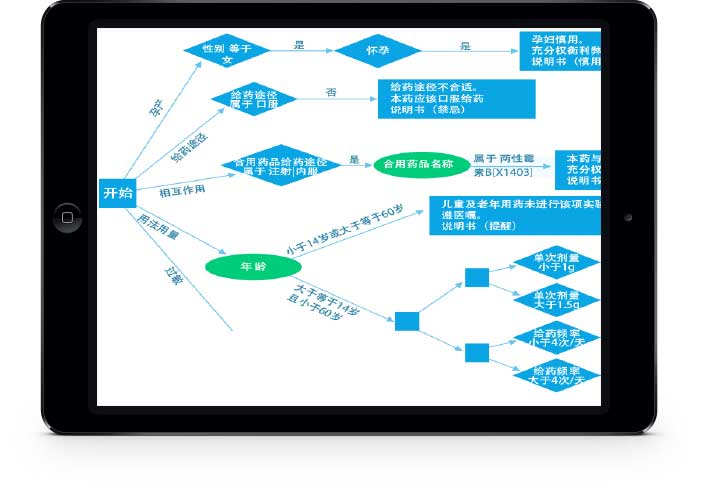 性别 等于
女
是
怀孕
是
孕妇慎用。
充分权衡利弊
说明书（慎用
孕产
给药途径
属于 口服
否
给药途径不合适。
本药应该口服给药
说明书（禁忌）
给药途径
合用药品给药途径
属于 注射|内服
是
合用药品名称
属于 两性霉
素B[X1403]
本药与
充分权
说明书
开始
相互作用
儿童及老年用药未进行该项实验
遵医嘱。
说明书（提醒）
小于14岁或大于等于60岁
用法用量
年龄
过敏
大于等于14岁
且小于60岁
单次剂量
小于1g
单次剂量
大于1.5g
给药频率
小于4次/天
给药频率
大于4次/天